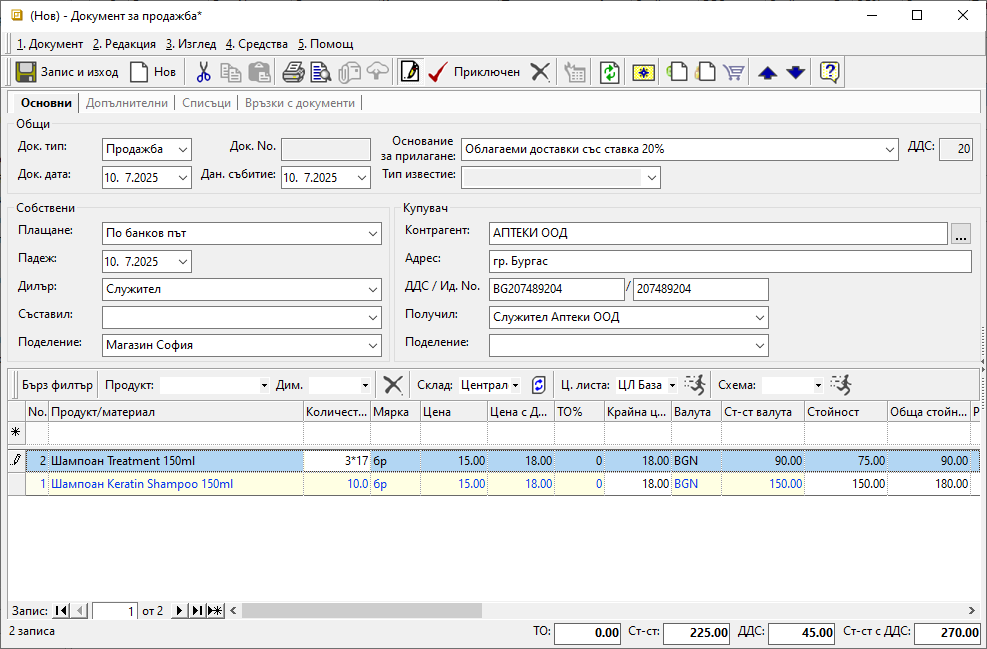 (Нов) - Документ за продажба*
1. Документ 2. Редакция 3. Изглед 4. Средства 5. Помощ
Запис и изход Нов Приключен
Основни Допълнителни Списъци Връзки с документи
Общи
Док. тип: Продажба Док. No. Основание за прилагане: Облагаеми доставки със ставка 20% ДДС: 20
Док. дата: 10. 7.2025 Дан. събитие: 10. 7.2025 Тип известие:
Собствени
Плащане: По банков път
Падеж: 10. 7.2025
Дилър: Служител
Съставил:
Поделение: Магазин София
Купувач
Контрагент: АПТЕКИ ООД ...
Адрес: гр. Бургас
ДДС / Ид. No. BG207489204 / 207489204
Получил: Служител Аптеки ООД
Поделение:
Бърз филтър Продукт: Дим. Склад: Централ Ц. листа: ЦЛ База Схема:
No. Продукт/материал Количест... Мярка Цена Цена с Д... ТО% Крайна ц... Валута Ст-ст валута Стойност Обща стойн... Р
2 Шампоан Treatment 150ml 3*17 бр 15.00 18.00 0 18.00 BGN 90.00 75.00 90.00
1 Шампоан Keratin Shampoo 150ml 10.0 бр 15.00 18.00 0 18.00 BGN 150.00 150.00 180.00
Запис: 1 от 2
2 записа ТО: 0.00 Ст-ст: 225.00 ДДС: 45.00 Ст-ст с ДДС: 270.00